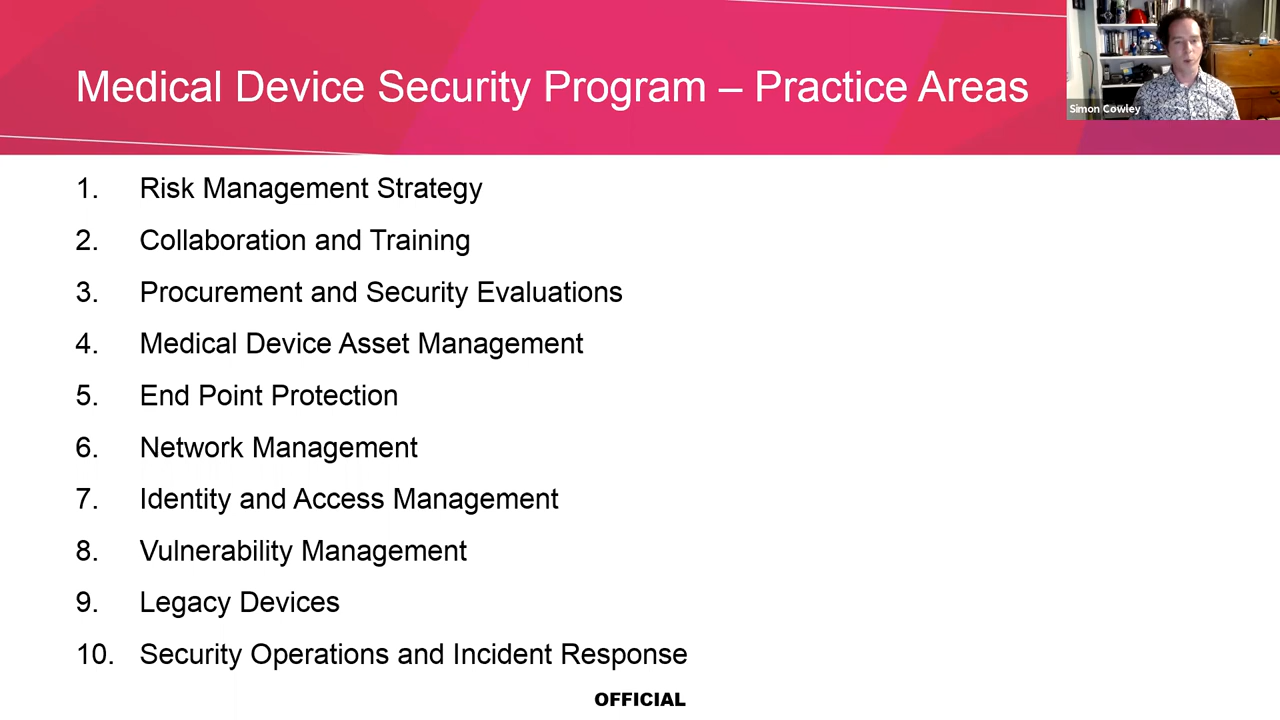 Medical Device Security Program – Practice Areas
Simon Cowley
1. Risk Management Strategy
2. Collaboration and Training
3. Procurement and Security Evaluations
4. Medical Device Asset Management
5. End Point Protection
6. Network Management
7. Identity and Access Management
8. Vulnerability Management
9. Legacy Devices
10. Security Operations and Incident Response
OFFICIAL